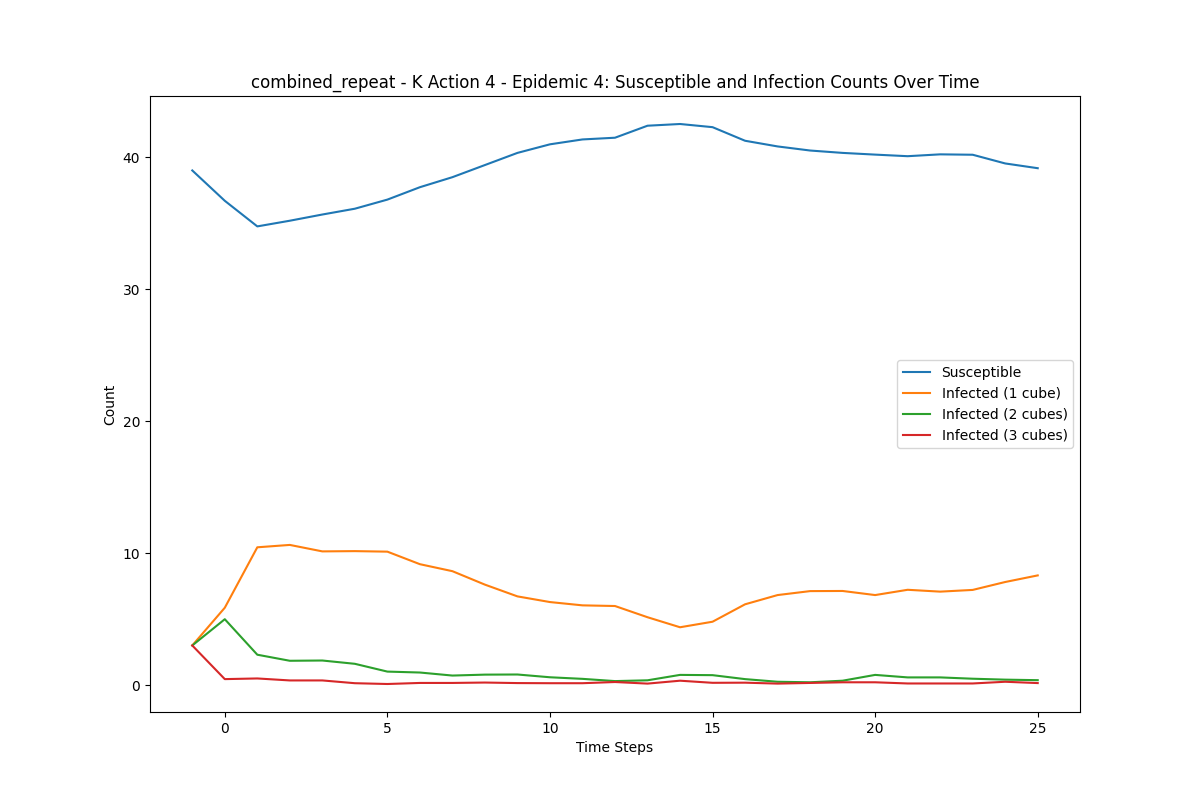 combined_repeat - K Action 4 - Epidemic 4: Susceptible and Infection Counts Over Time
Count
40
30
20
10
0
Susceptible
Infected (1 cube)
Infected (2 cubes)
Infected (3 cubes)
0 5 10 15 20 25
Time Steps